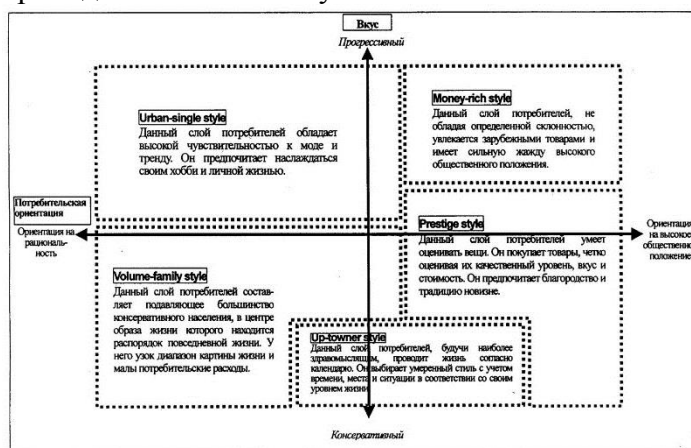 Вкус
Прогрессивный
Urban-single style
Данный слой потребителей обладает
высокой чувствительностью к моде и
тренду. Он предпочитает наслаждаться
своим хобби и личной жизнью.
Money-rich style
Данный слой потребителей, не
обладая определенной склонностью,
увлекается зарубежными товарами и
имеет сильную жажду высокого
общественного положения.
Потребительская
ориентация
Ориентация на
рациональ-
ность
Ориентация
на высокое
общественное
положение
Prestige style
Данный слой потребителей умеет
оценивать вещи. Он покупает товары, четко
оценивая их качественный уровень, вкус и
стоимость. Он предпочитает благородство и
традицию новизне.
Volume-family style
Данный слой потребителей состав-
ляет подавляющее большинство
консервативного населения, в центре
образа жизни которого находится
распорядок повседневной жизни. У
него узок диапазон картины жизни и
малы потребительские расходы.
Up-towner style
Данный слой потребителей, будучи наиболее
здравомыслящим, проводит жизнь согласно
календарю. Он выбирает умеренный стиль с учетом
времени, места и ситуации в соответствии со своим
уровнем жизни
Консервативный